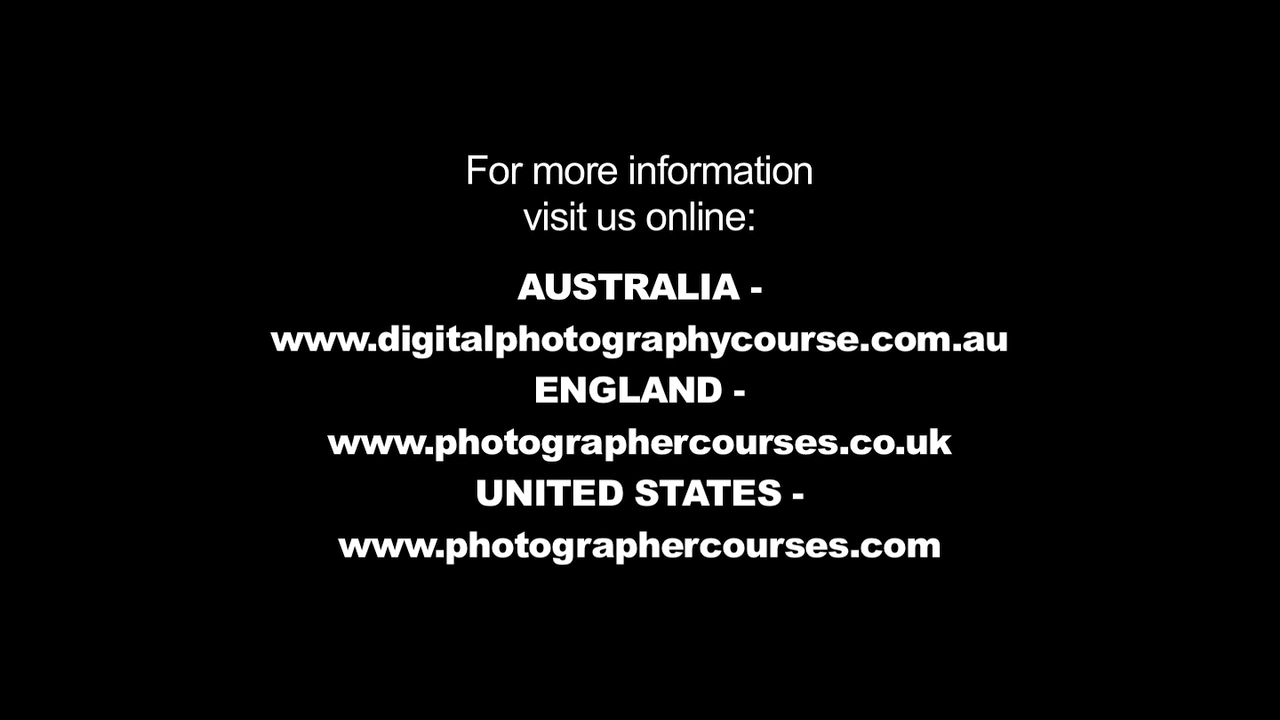 For more information
visit us online:
AUSTRALIA -
www.digitalphotographycourse.com.au
ENGLAND -
www.photographercourses.co.uk
UNITED STATES -
www.photographercourses.com